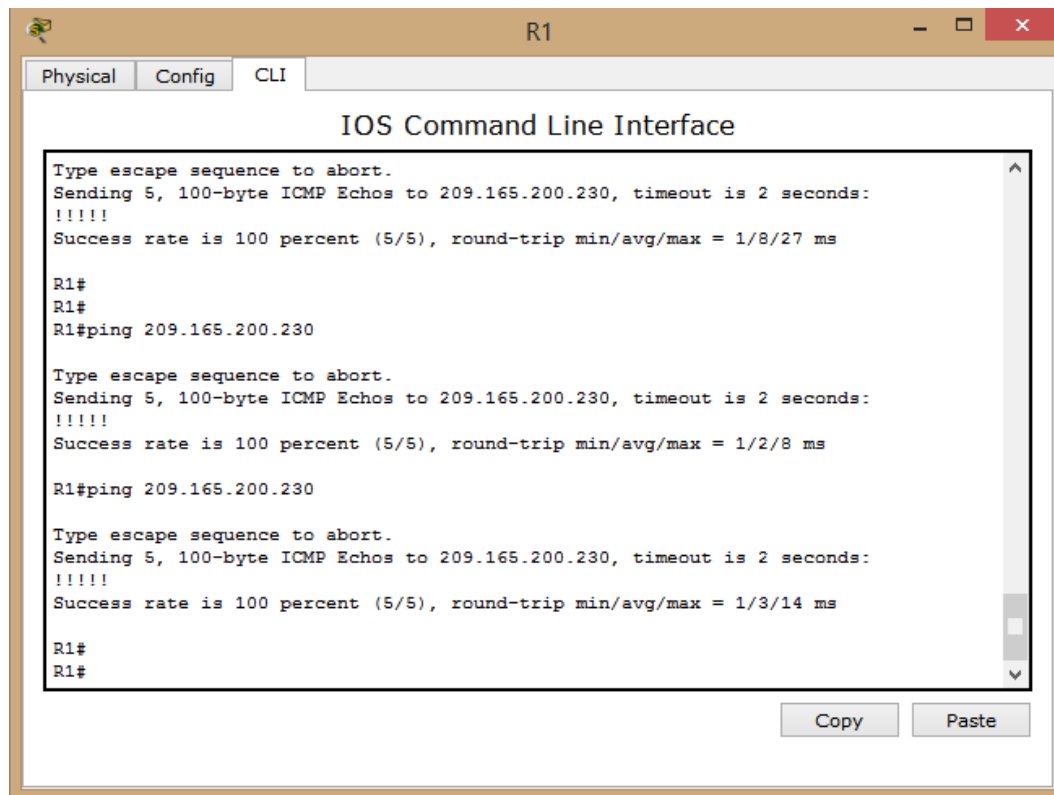 R1
Physical Config CLI
IOS Command Line Interface
Type escape sequence to abort.
Sending 5, 100-byte ICMP Echos to 209.165.200.230, timeout is 2 seconds:
!!!!!
Success rate is 100 percent (5/5), round-trip min/avg/max = 1/8/27 ms
R1#
R1#
R1#ping 209.165.200.230
Type escape sequence to abort.
Sending 5, 100-byte ICMP Echos to 209.165.200.230, timeout is 2 seconds:
!!!!!
Success rate is 100 percent (5/5), round-trip min/avg/max = 1/2/8 ms
R1#ping 209.165.200.230
Type escape sequence to abort.
Sending 5, 100-byte ICMP Echos to 209.165.200.230, timeout is 2 seconds:
!!!!!
Success rate is 100 percent (5/5), round-trip min/avg/max = 1/3/14 ms
R1#
R1#
Copy Paste